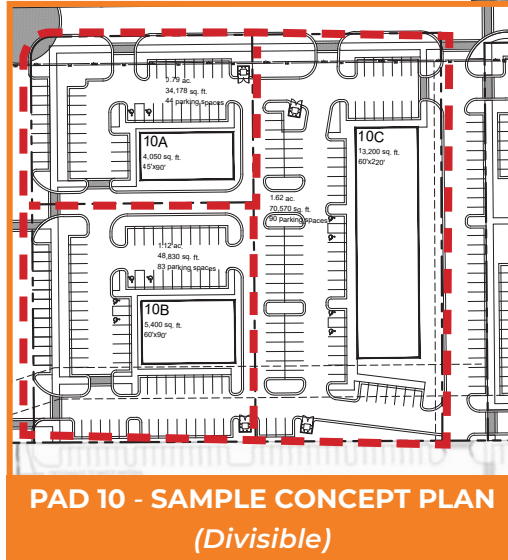 0.79 ac.
34,178 sq. ft.
44 parking spaces
10A
4,050 sq. ft.
45'x90'
10C
13,200 sq. ft.
60'x220'
1.62 ac.
70,570 sq. ft.
90 parking spaces
1.12 ac.
48,830 sq. ft.
83 parking spaces
10B
5,400 sq. ft.
60'x90'
PAD 10 - SAMPLE CONCEPT PLAN
(Divisible)